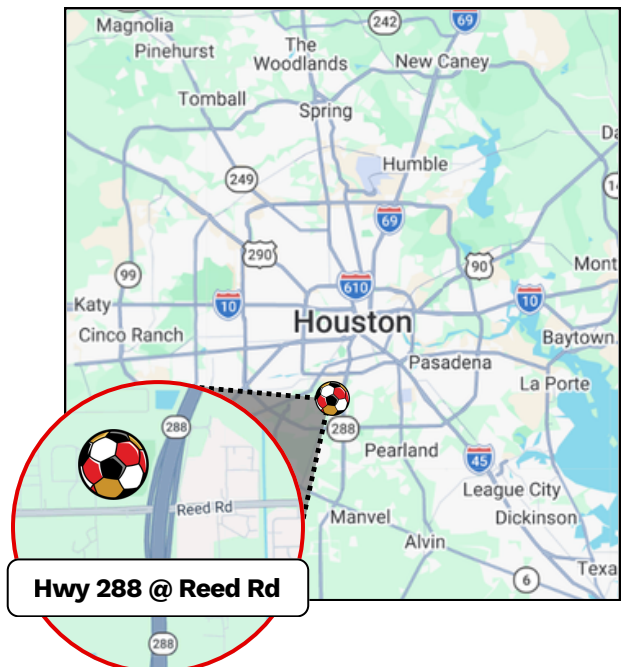 Magnolia
242
69
Pinehurst
The
Woodlands
New Caney
Tomball
Spring
Da
Humble
249
1
69
290
90
Mont
99
610
10
10
Katy
Houston
Cinco Ranch
Baytown
Pasadena
La Porte
288
288
Pearland
45
League City
Reed Rd
Manvel
Dickinson
Alvin
Texa
6
Hwy 288 @ Reed Rd
288